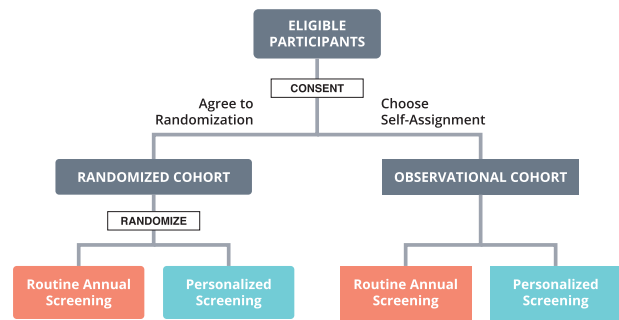 ELIGIBLE
PARTICIPANTS
CONSENT
Agree to
Randomization
Choose
Self-Assignment
RANDOMIZED COHORT
OBSERVATIONAL COHORT
RANDOMIZE
Routine Annual
Screening
Personalized
Screening
Routine Annual
Screening
Personalized
Screening